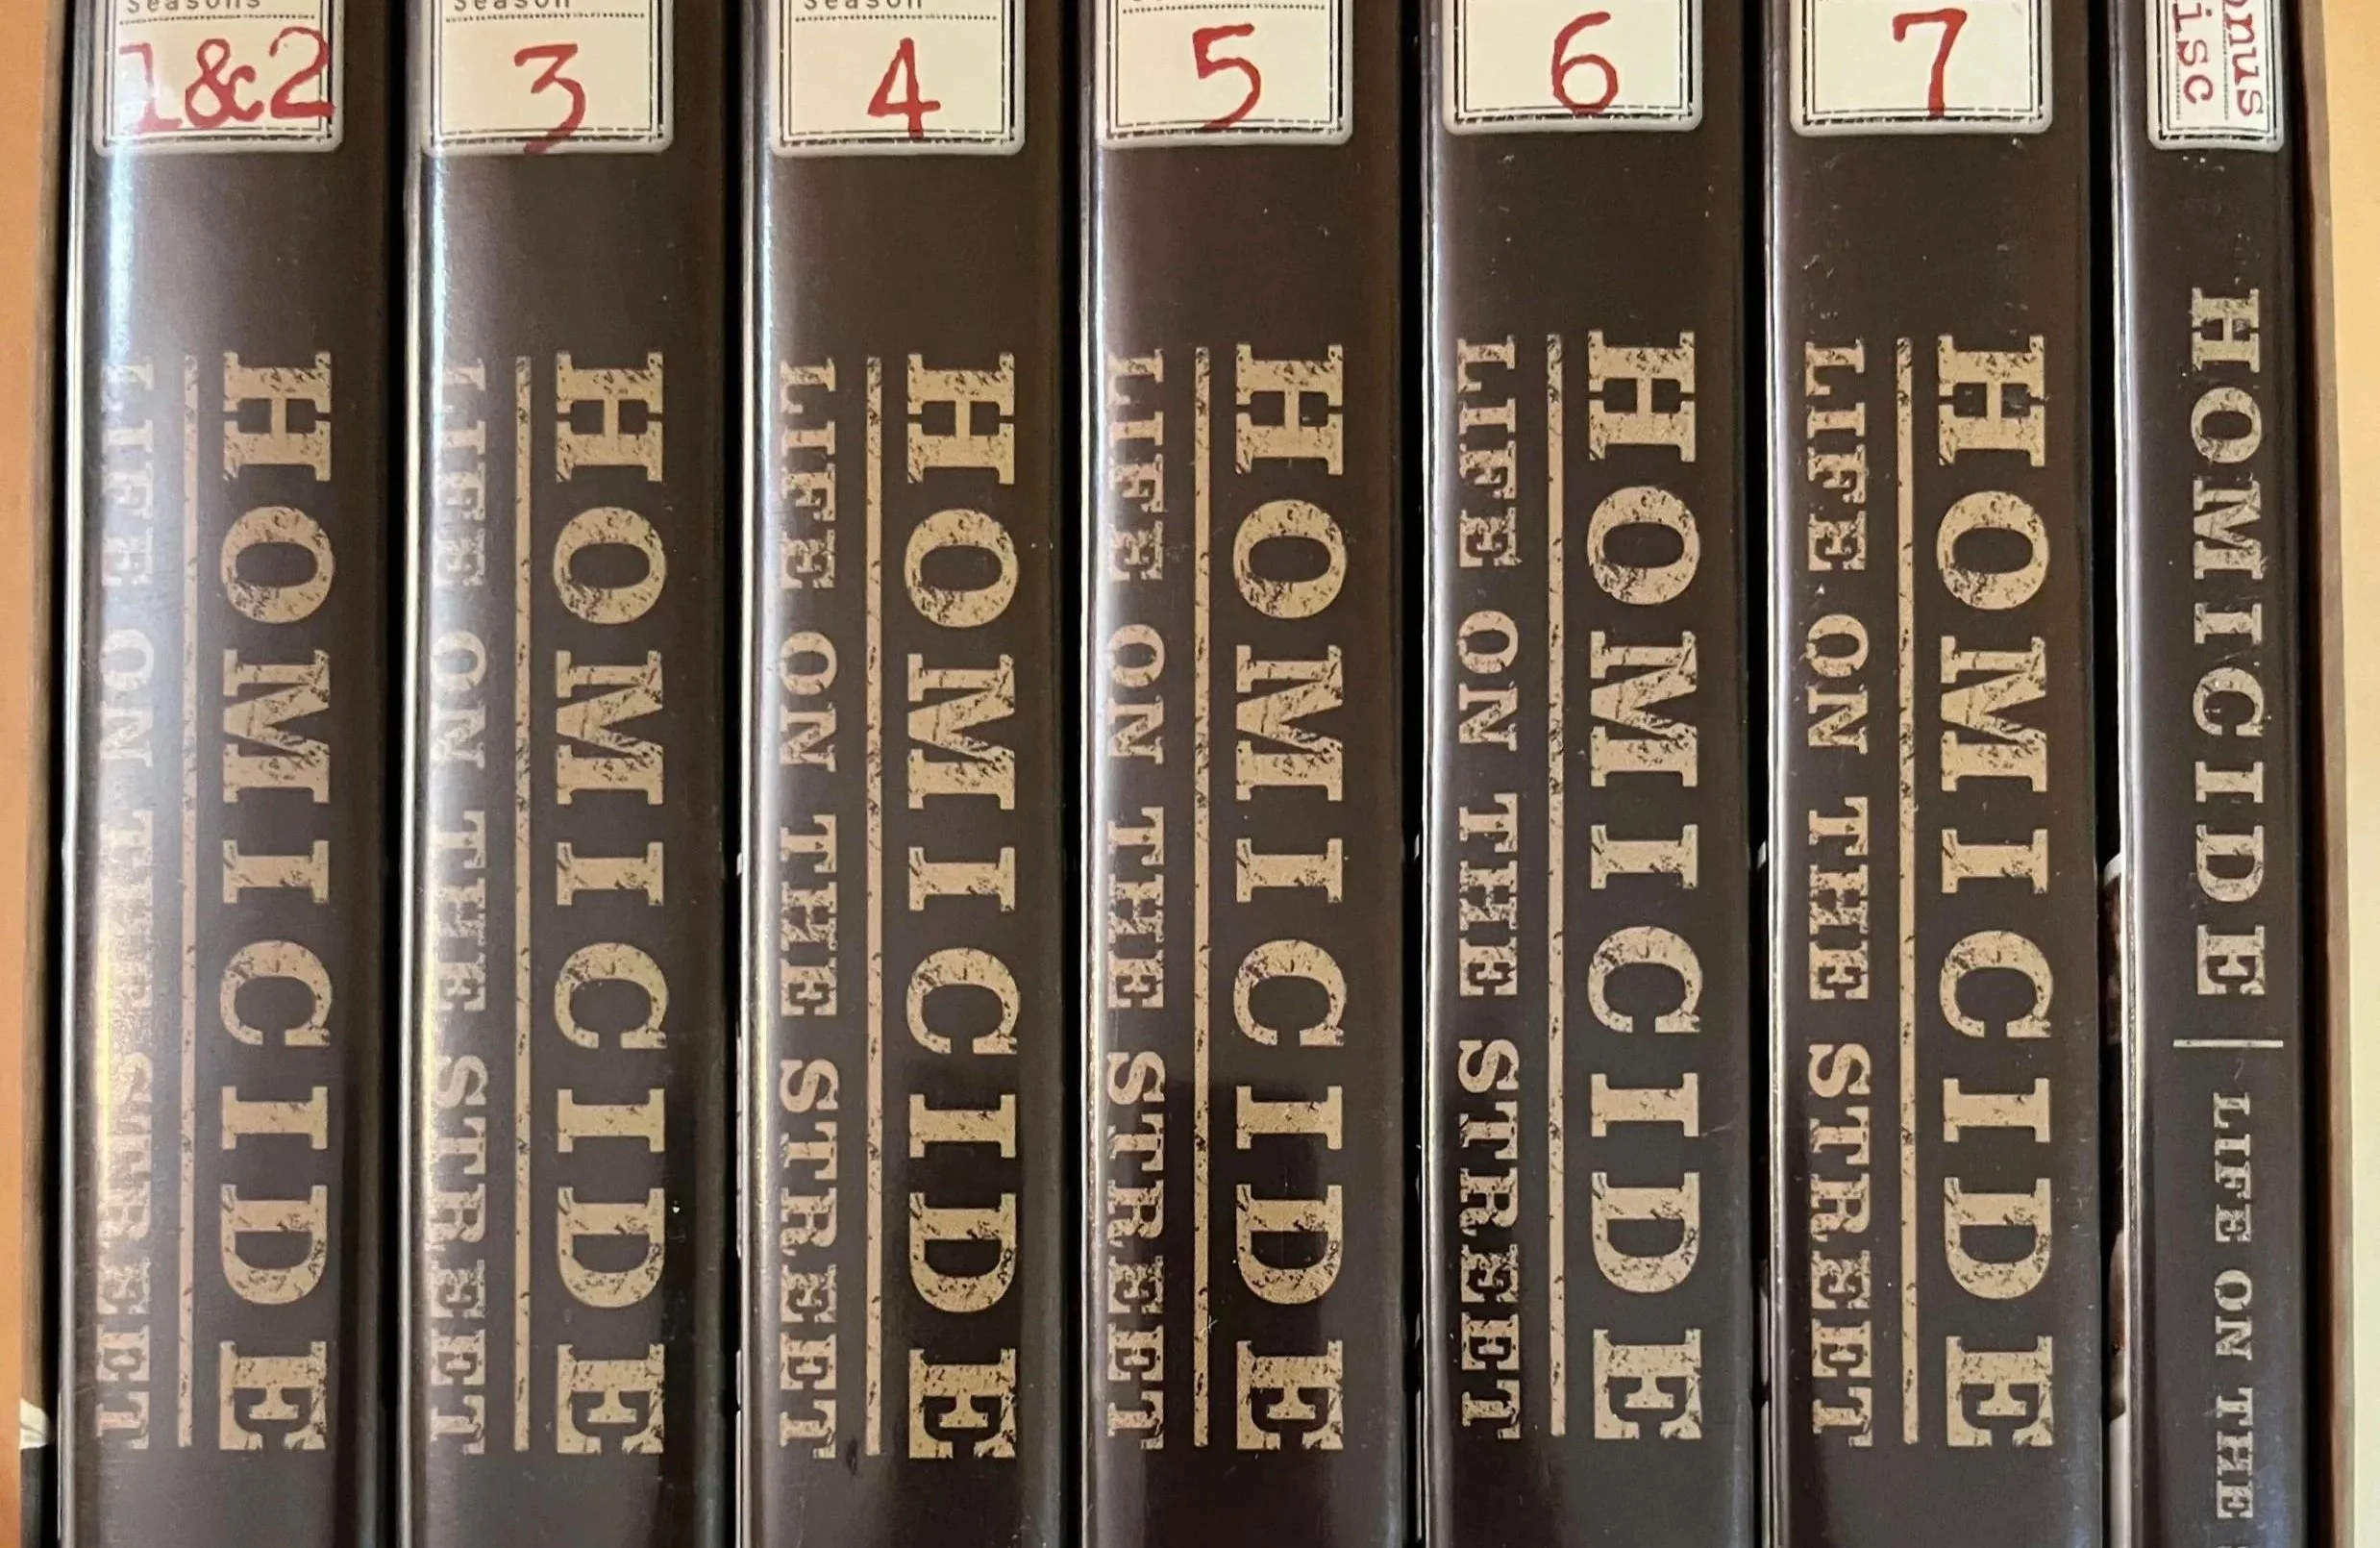 Seasons
1&2
HOMICIDE
LIFE ON THE STREET
Season
3
HOMICIDE
LIFE ON THE STREET
Season
4
HOMICIDE
LIFE ON THE STREET
5
HOMICIDE
LIFE ON THE STREET
6
HOMICIDE
LIFE ON THE STREET
7
HOMICIDE
LIFE ON THE STREET
onus
isc
HOMICIDE | LIFE ON THE